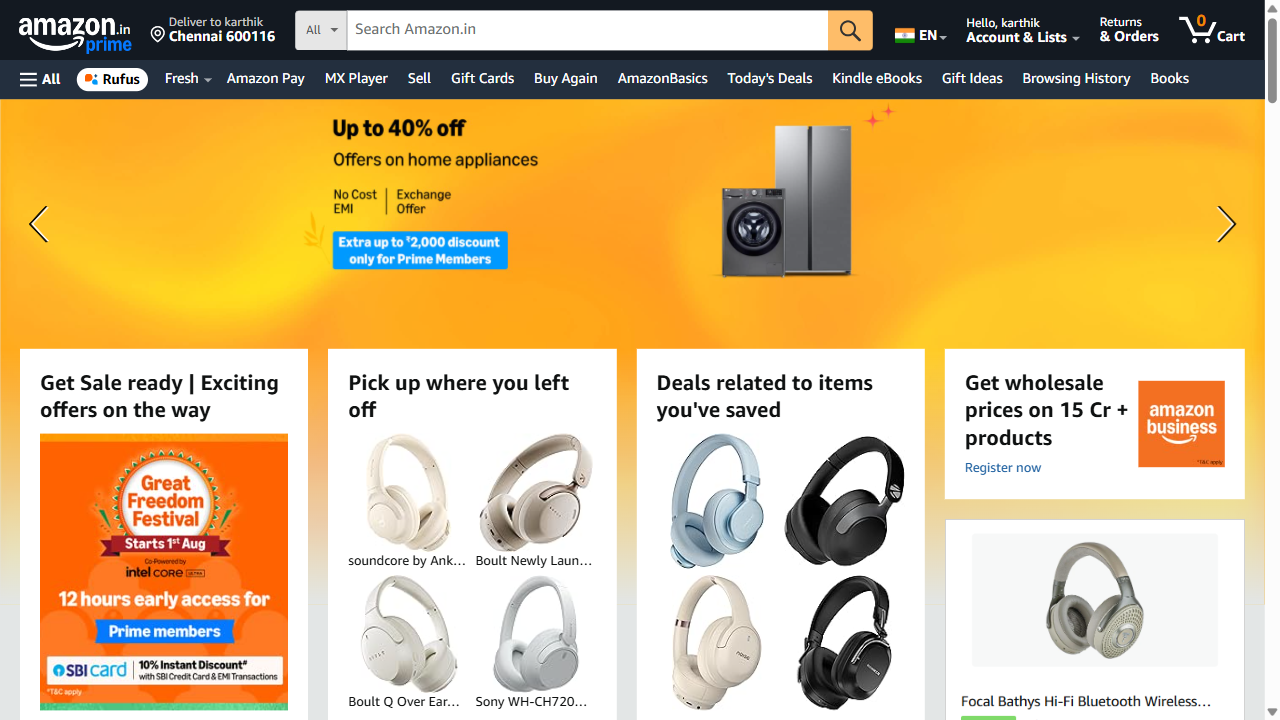 amazon.in
prime
Deliver to karthik
Chennai 600116
All
Search Amazon.in
EN
Hello, karthik
Account & Lists
Returns
& Orders
0
Cart
All
Rufus
Fresh
Amazon Pay
MX Player
Sell
Gift Cards
Buy Again
AmazonBasics
Today's Deals
Kindle eBooks
Gift Ideas
Browsing History
Books
Up to 40% off
Offers on home appliances
No Cost
EMI
Exchange
Offer
Extra up to ₹2,000 discount
only for Prime Members
Get Sale ready | Exciting
offers on the way
Great
Freedom
Festival
Starts 1st Aug
Co-Powered by
intel CORE ULTRA
12 hours early access for
Prime members
SBI card
10% Instant Discount#
with SBI Credit Card & EMI Transactions
*T&C apply
Pick up where you left
off
soundcore by Ank...
Boult Newly Laun...
Boult Q Over Ear...
Sony WH-CH720...
Deals related to items
you've saved
noise
Get wholesale
prices on 15 Cr +
products
Register now
amazon
business
*T&C apply
Focal Bathys Hi-Fi Bluetooth Wireless...